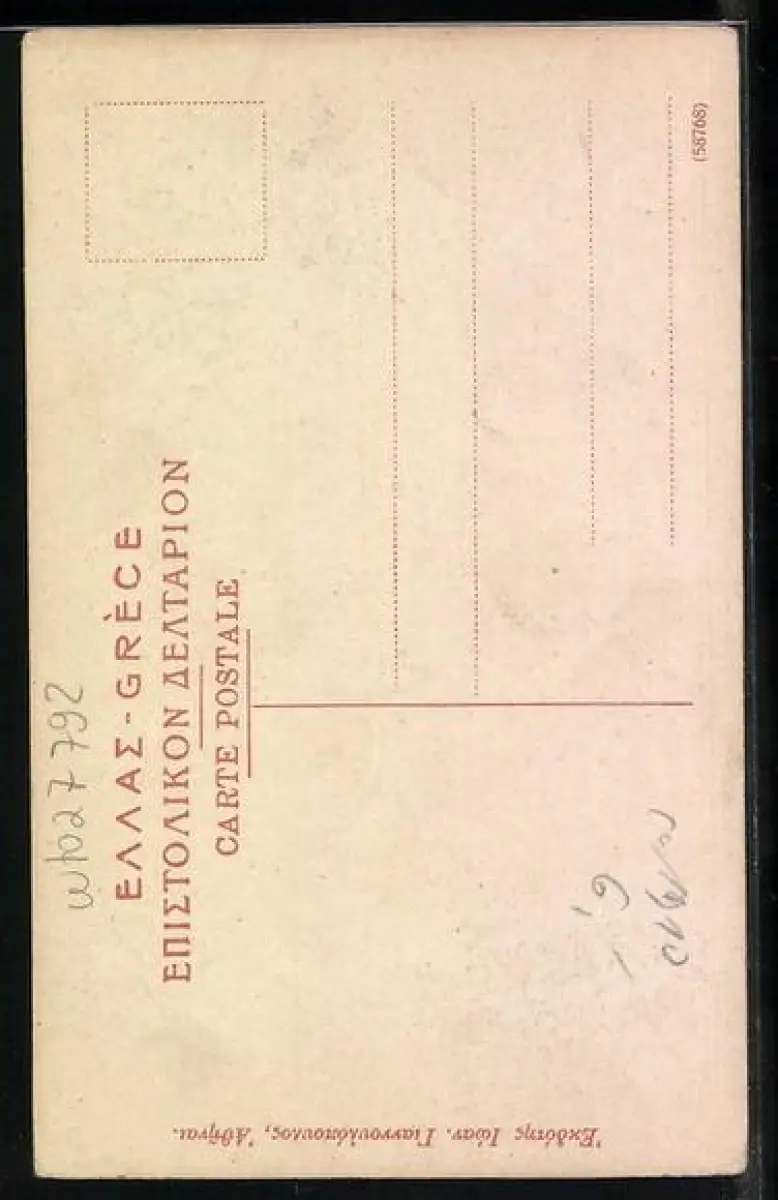 ΕΛΛΑΣ - GRÈCE
ΕΠΙΣΤΟΛΙΚΟΝ ΔΕΛΤΑΡΙΟΝ
CARTE POSTALE
(58768)
Ἐκδότης Ἰωαν. Γιαννουλόπουλος, Ἀθῆναι.